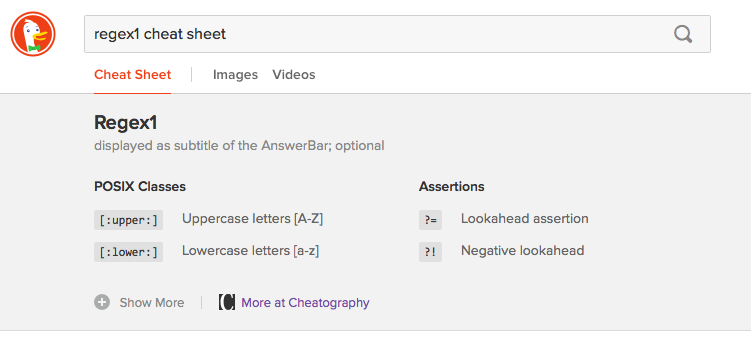 regex1 cheat sheet
Cheat Sheet Images Videos
Regex1
displayed as subtitle of the AnswerBar; optional
POSIX Classes
[:upper:] Uppercase letters [A-Z]
[:lower:] Lowercase letters [a-z]
Assertions
?= Lookahead assertion
?! Negative lookahead
Show More More at Cheatography